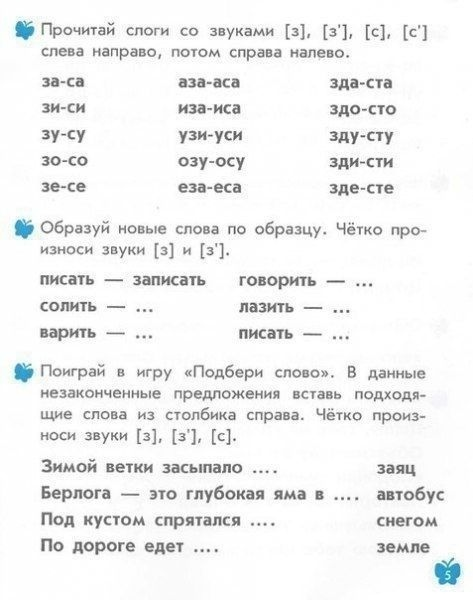 Прочитай слоги со звуками [з], [з'], [с], [с']
слева направо, потом справа налево.
за-са аза-аса зда-ста
зи-си иза-иса здо-сто
зу-су узи-уси зду-сту
зо-со озу-осу зди-сти
зе-се еза-еса зде-сте
Образуй новые слова по образцу. Чётко про-
износи звуки [з] и [з'].
писать — записать говорить — ...
солить — ... лазить — ...
варить — ... писать — ...
Поиграй в игру «Подбери слово». В данные
незаконченные предложения вставь подходя-
щие слова из столбика справа. Чётко произ-
носи звуки [з], [з'], [с].
Зимой ветки засыпало .... заяц
Берлога — это глубокая яма в .... автобус
Под кустом спрятался .... снегом
По дороге едет .... земле
5